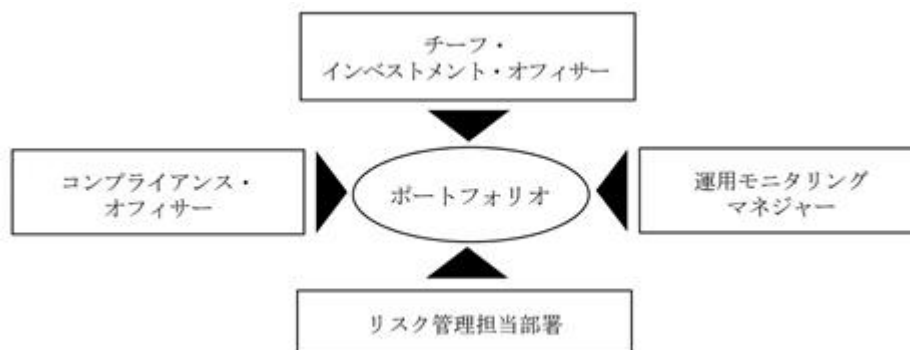 チーフ・
インベストメント・オフィサー
コンプライアンス・
オフィサー
ポートフォリオ
運用モニタリング
マネジャー
リスク管理担当部署